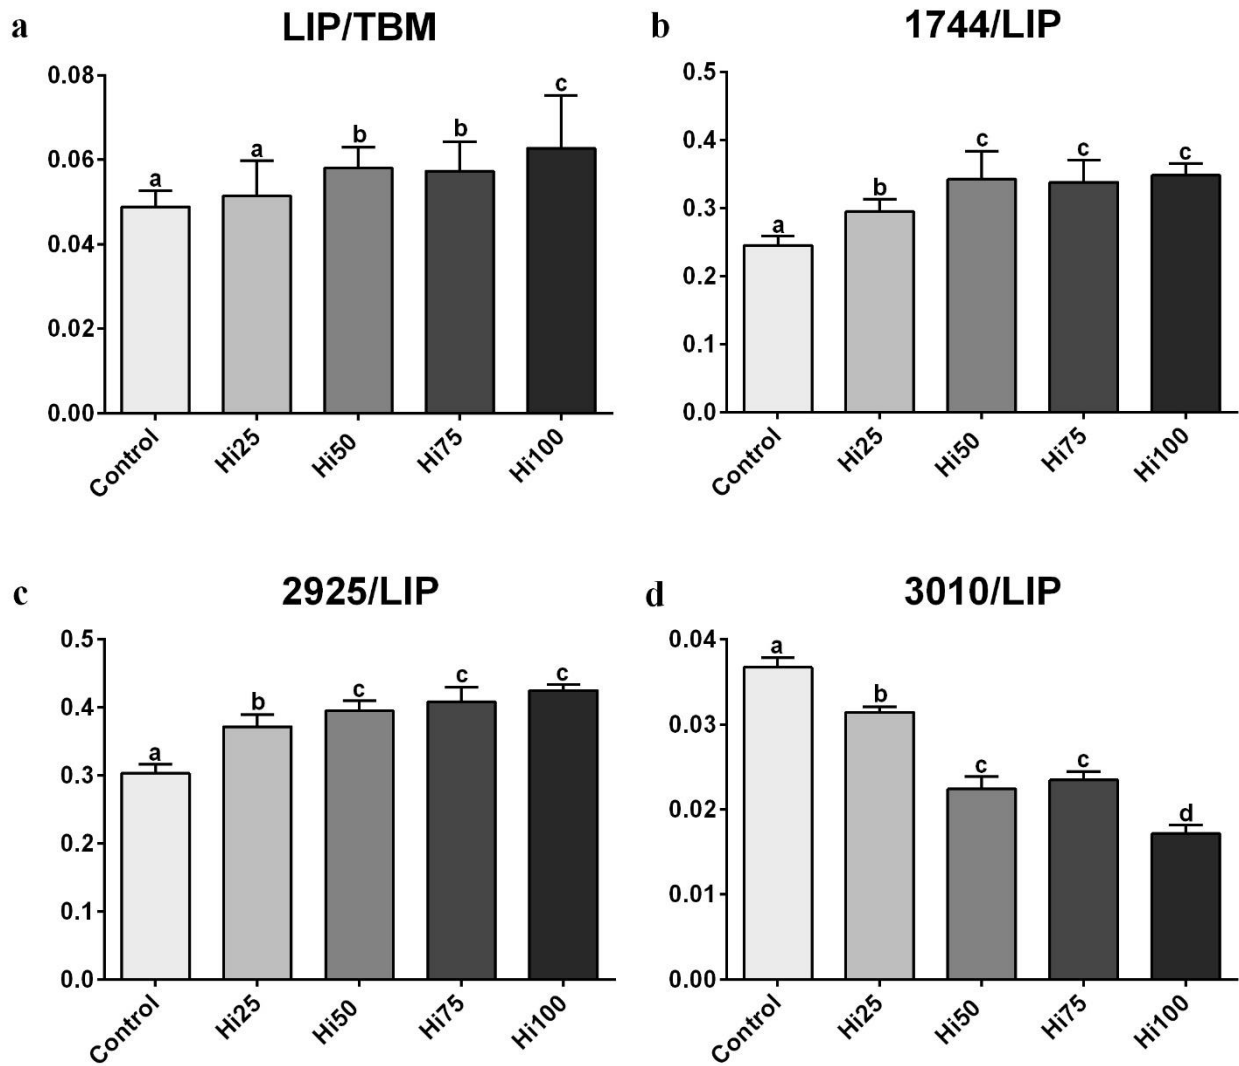 a
LIP/TBM
0.08
0.06
0.04
0.02
0.00
a
a
b
b
c
Control
Hi25
Hi50
Hi75
Hi100
b
1744/LIP
0.5
0.4
0.3
0.2
0.1
0.0
a
b
c
c
c
Control
Hi25
Hi50
Hi75
Hi100
c
2925/LIP
0.5
0.4
0.3
0.2
0.1
0.0
a
b
c
c
c
Control
Hi25
Hi50
Hi75
Hi100
d
3010/LIP
0.04
0.03
0.02
0.01
0.00
a
b
c
c
d
Control
Hi25
Hi50
Hi75
Hi100